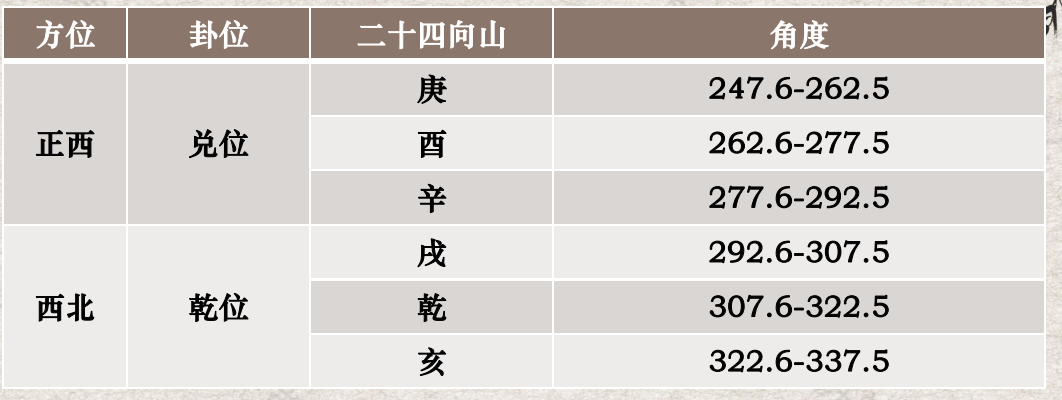 方位 卦位 二十四向山 角度
正西 兑位 庚 247.6-262.5
酉 262.6-277.5
辛 277.6-292.5
西北 乾位 戌 292.6-307.5
乾 307.6-322.5
亥 322.6-337.5